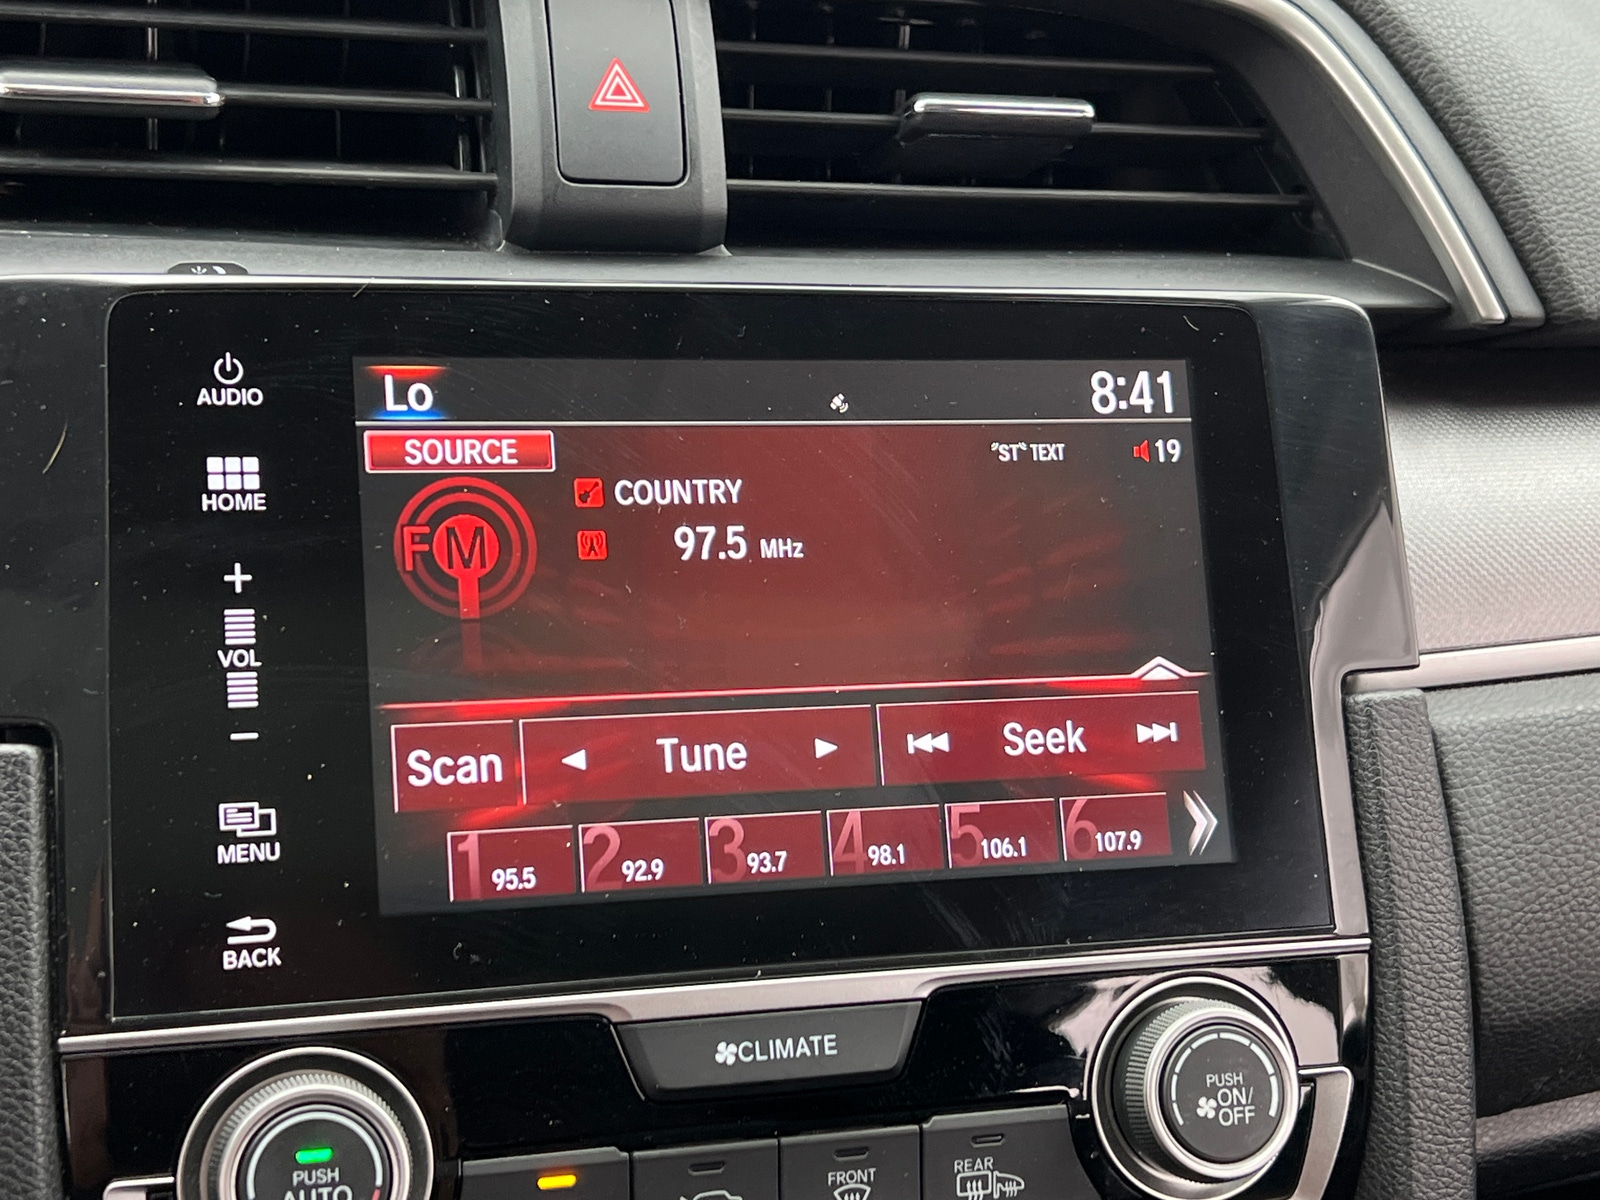 AUDIO
HOME
+
VOL
-
MENU
BACK
Lo
8:41
SOURCE
"ST" TEXT
19
FM
COUNTRY
97.5 MHz
Scan
Tune
Seek
1 95.5
2 92.9
3 93.7
4 98.1
5 106.1
6 107.9
CLIMATE
PUSH
ON/
OFF
PUSH
AUTO
FRONT
REAR